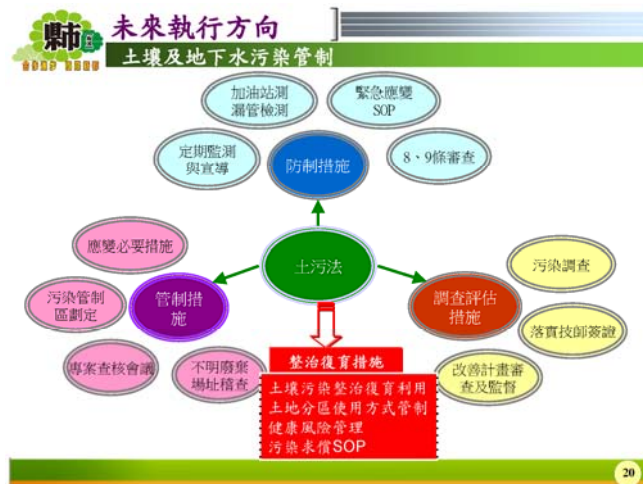 縣市
未來執行方向
土壤及地下水污染管制
加油站測
漏管檢測
緊急應變
SOP
定期監測
與宣導
防制措施
8、9條審查
應變必要措施
土污法
污染調查
污染管制
區劃定
管制措
施
調查評估
措施
落實技師簽證
專案查核會議
不明廢棄
場址稽查
整治復育措施
改善計畫審
查及監督
土壤污染整治復育利用
土地分區使用方式管制
健康風險管理
污染求償SOP
20